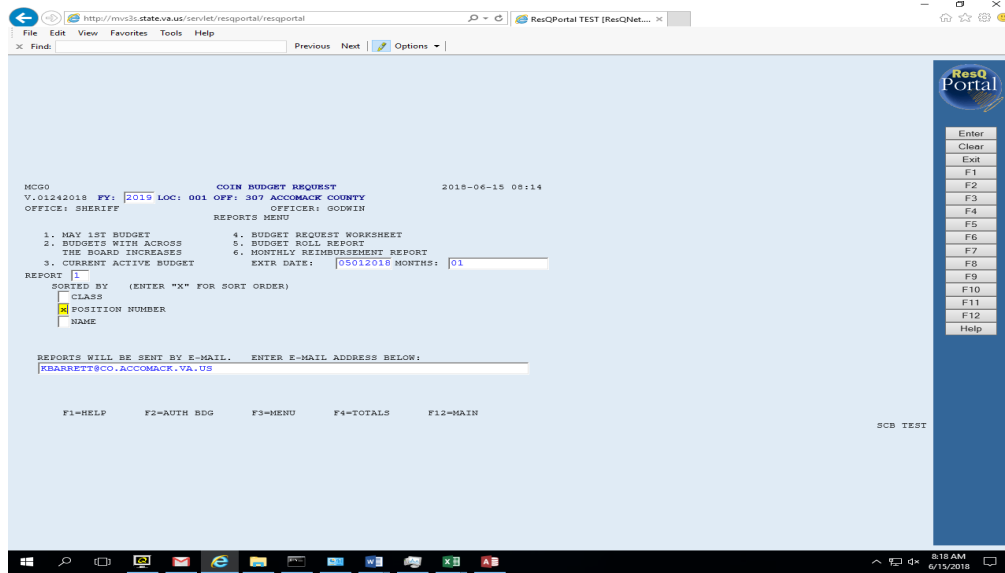 http://mvs3s.state.va.us/servlet/resqportal/resqportal
ResQPortal TEST [ResQNet....
File Edit View Favorites Tools Help
Find: Previous Next Options
ResQ
Portal
Enter
Clear
Exit
F1
F2
F3
F4
F5
F6
F7
F8
F9
F10
F11
F12
Help
MCG0 COIN BUDGET REQUEST 2018-06-15 08:14
V.01242018 FY: 2019 LOC: 001 OFF: 307 ACCOMACK COUNTY
OFFICE: SHERIFF OFFICER: GODWIN
REPORTS MENU
1. MAY 1ST BUDGET 4. BUDGET REQUEST WORKSHEET
2. BUDGETS WITH ACROSS 5. BUDGET ROLL REPORT
THE BOARD INCREASES 6. MONTHLY REIMBURSEMENT REPORT
3. CURRENT ACTIVE BUDGET EXTR DATE: 05012018 MONTHS: 01
REPORT 1
SORTED BY (ENTER "X" FOR SORT ORDER)
CLASS
x POSITION NUMBER
NAME
REPORTS WILL BE SENT BY E-MAIL. ENTER E-MAIL ADDRESS BELOW:
KBARRETT@CO.ACCOMACK.VA.US
F1=HELP F2=AUTH BDG F3=MENU F4=TOTALS F12=MAIN
SCB TEST
8:18 AM
6/15/2018